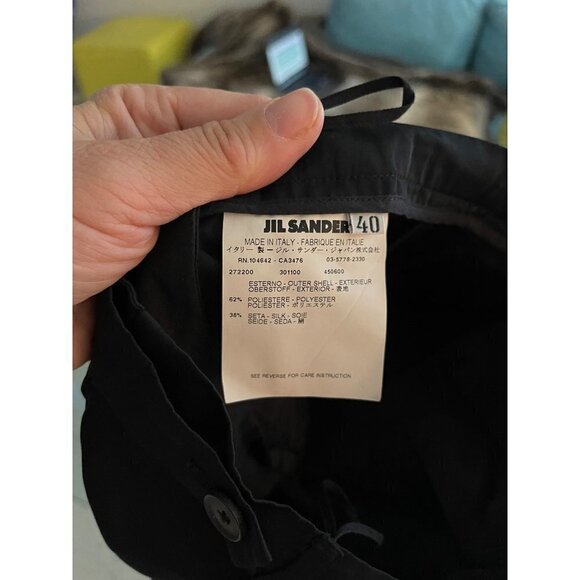 JIL SANDER 40
MADE IN ITALY - FABRIQUE EN ITALIE
イタリー 製 ージル・サンダー・ジャパン株式会社
RN.104642 - CA3476 03-5778-2330
272200 301100 450600
ESTERNO - OUTER SHELL - EXTERIEUR
OBERSTOFF - EXTERIOR - 表地
62% POLIESTERE - POLYESTER
POLIESTER - ポリエステル
38% SETA - SILK - SOIE
SEIDE - SEDA - 絹
SEE REVERSE FOR CARE INSTRUCTION